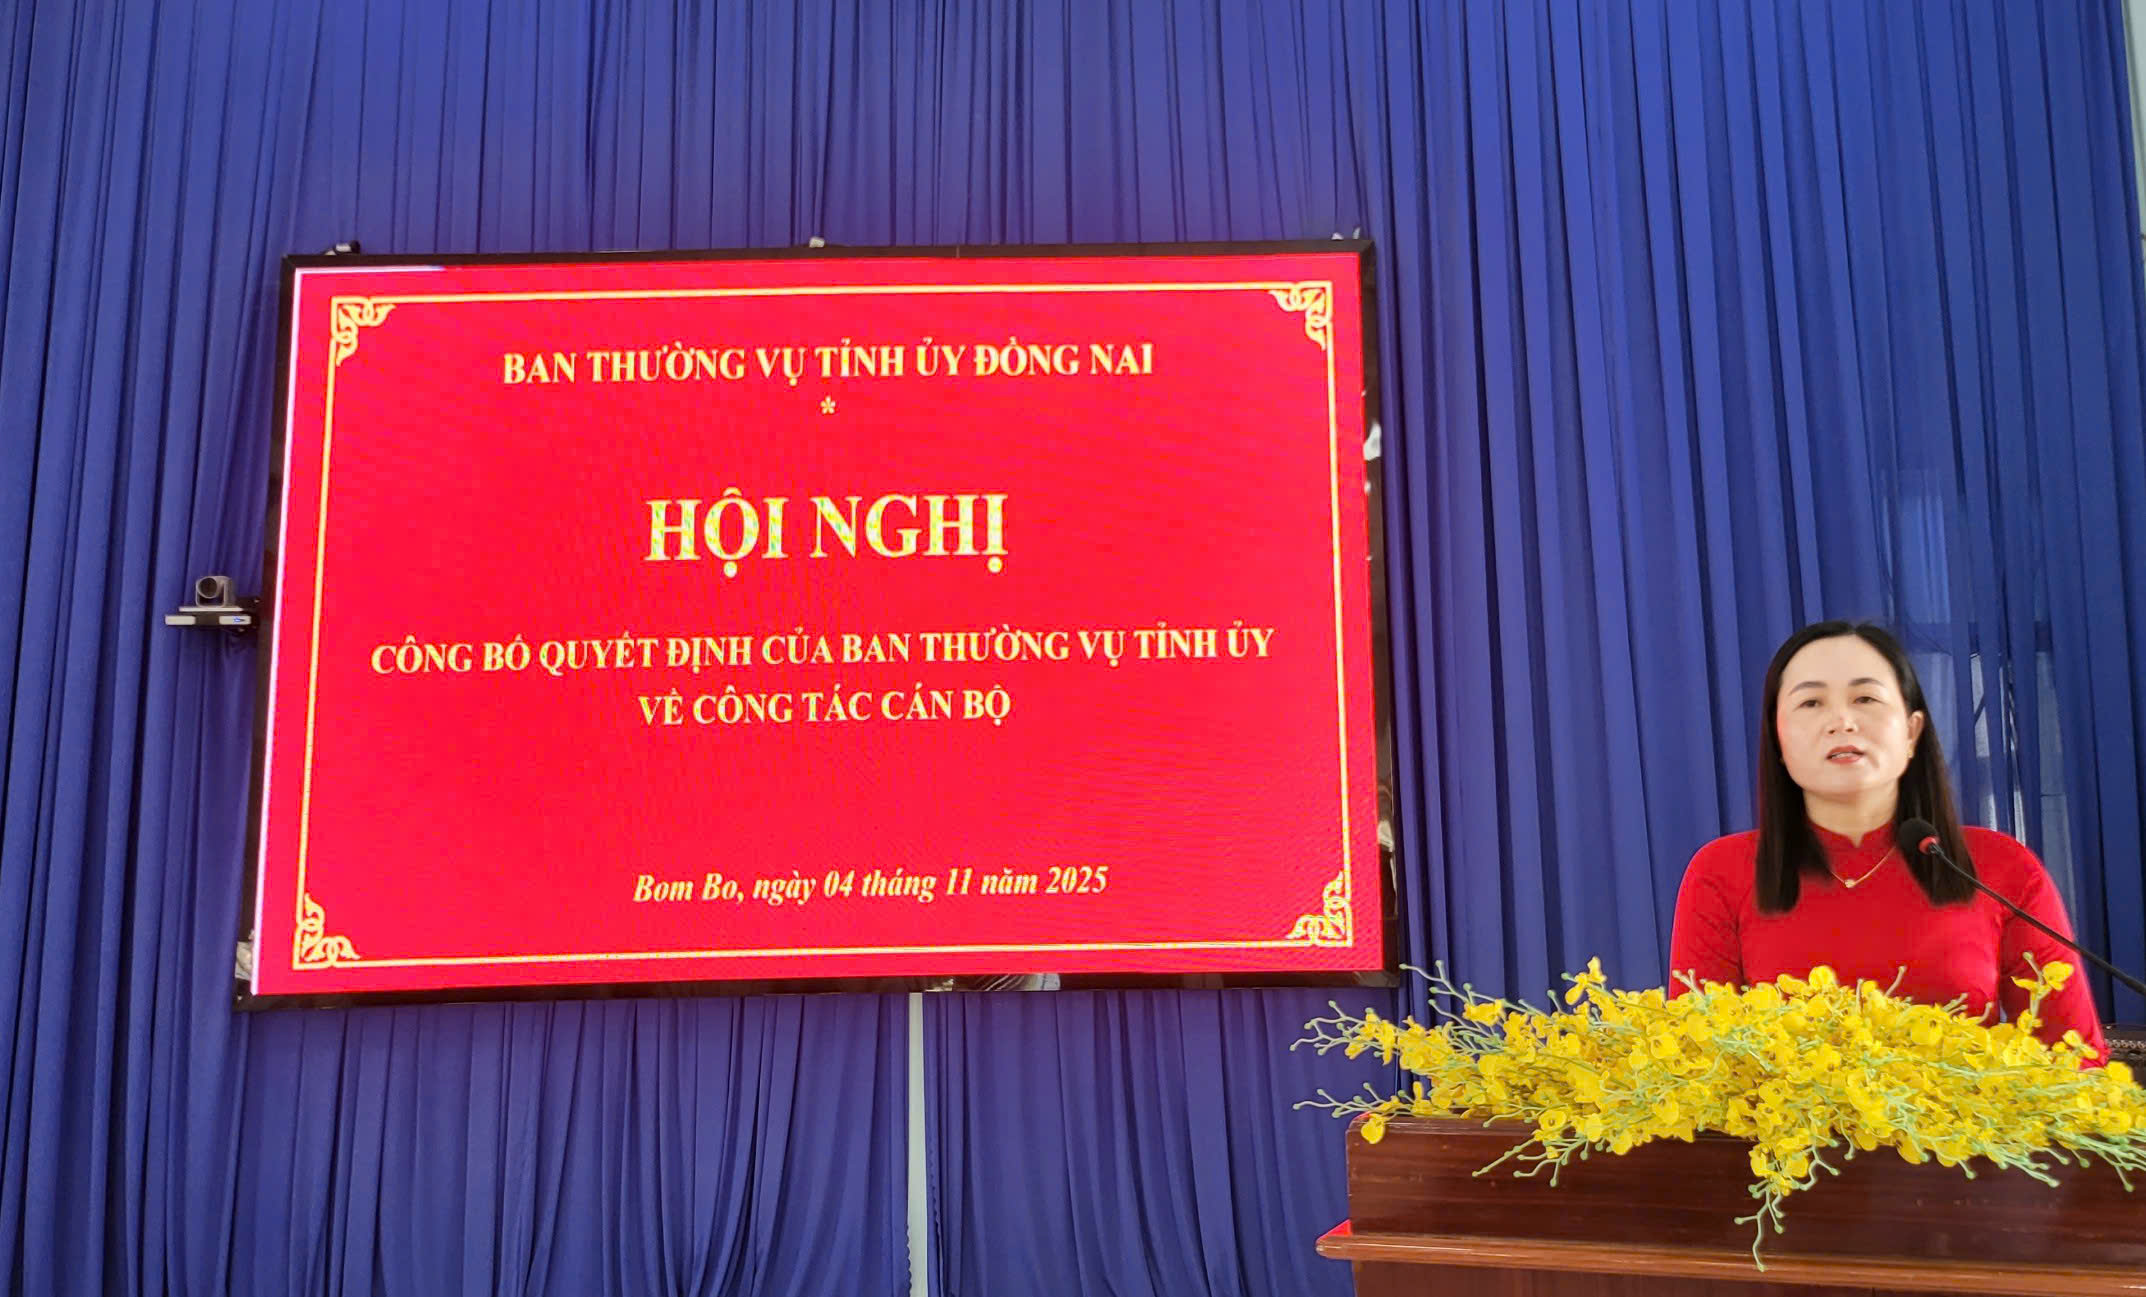 BAN THƯỜNG VỤ TỈNH ỦY ĐỒNG NAI
*
HỘI NGHỊ
CÔNG BỐ QUYẾT ĐỊNH CỦA BAN THƯỜNG VỤ TỈNH ỦY
VỀ CÔNG TÁC CÁN BỘ
Bom Bo, ngày 04 tháng 11 năm 2025